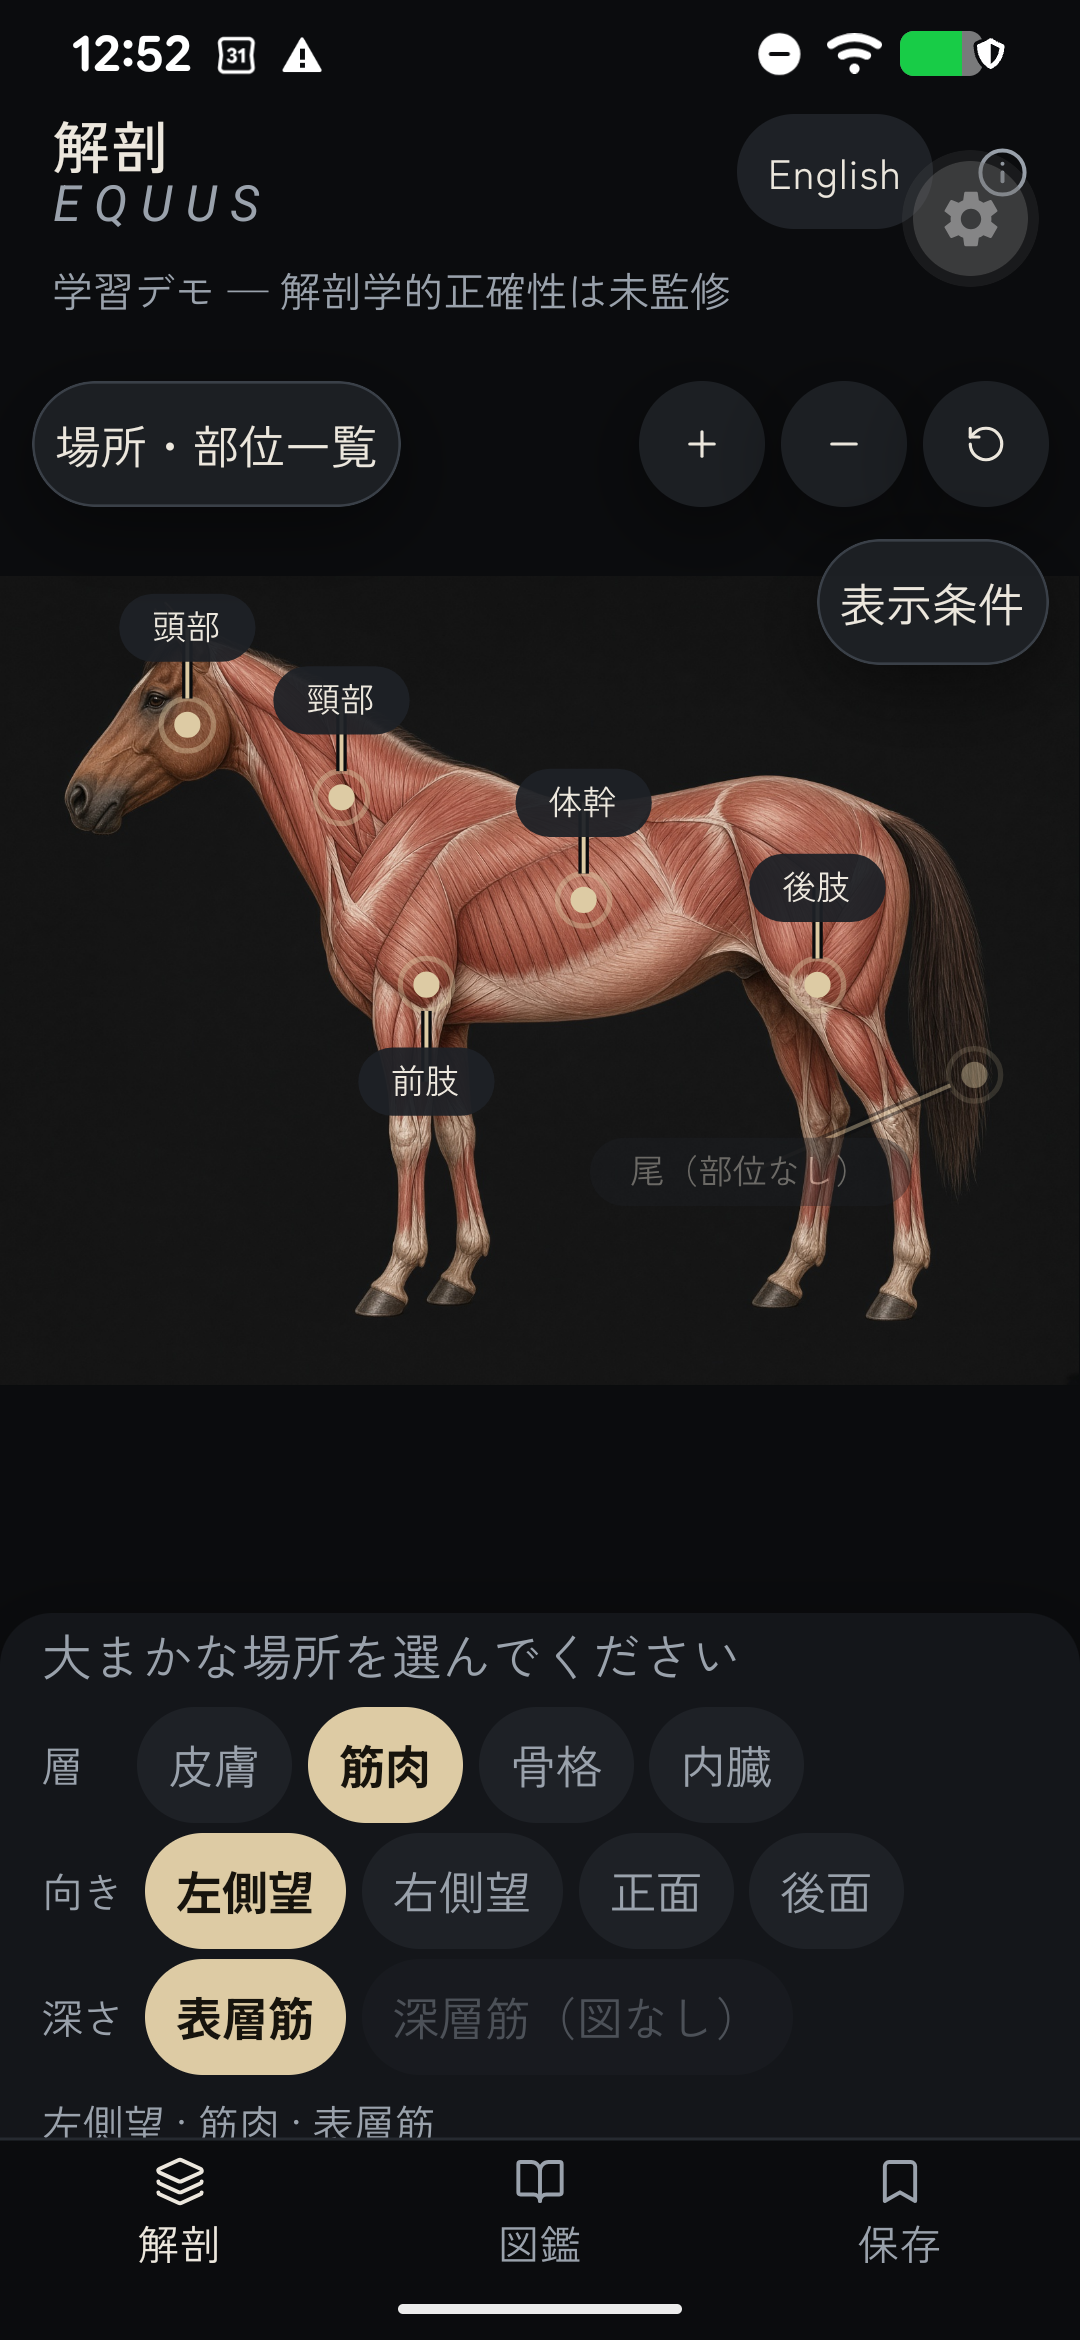 12:52 31
解剖
EQUUS
English
学習デモ — 解剖学的正確性は未監修
場所・部位一覧
表示条件
頭部
頸部
体幹
後肢
前肢
尾（部位なし）
大まかな場所を選んでください
層 皮膚 筋肉 骨格 内臓
向き 左側望 右側望 正面 後面
深さ 表層筋 深層筋（図なし）
左側望 · 筋肉 · 表層筋
解剖 図鑑 保存